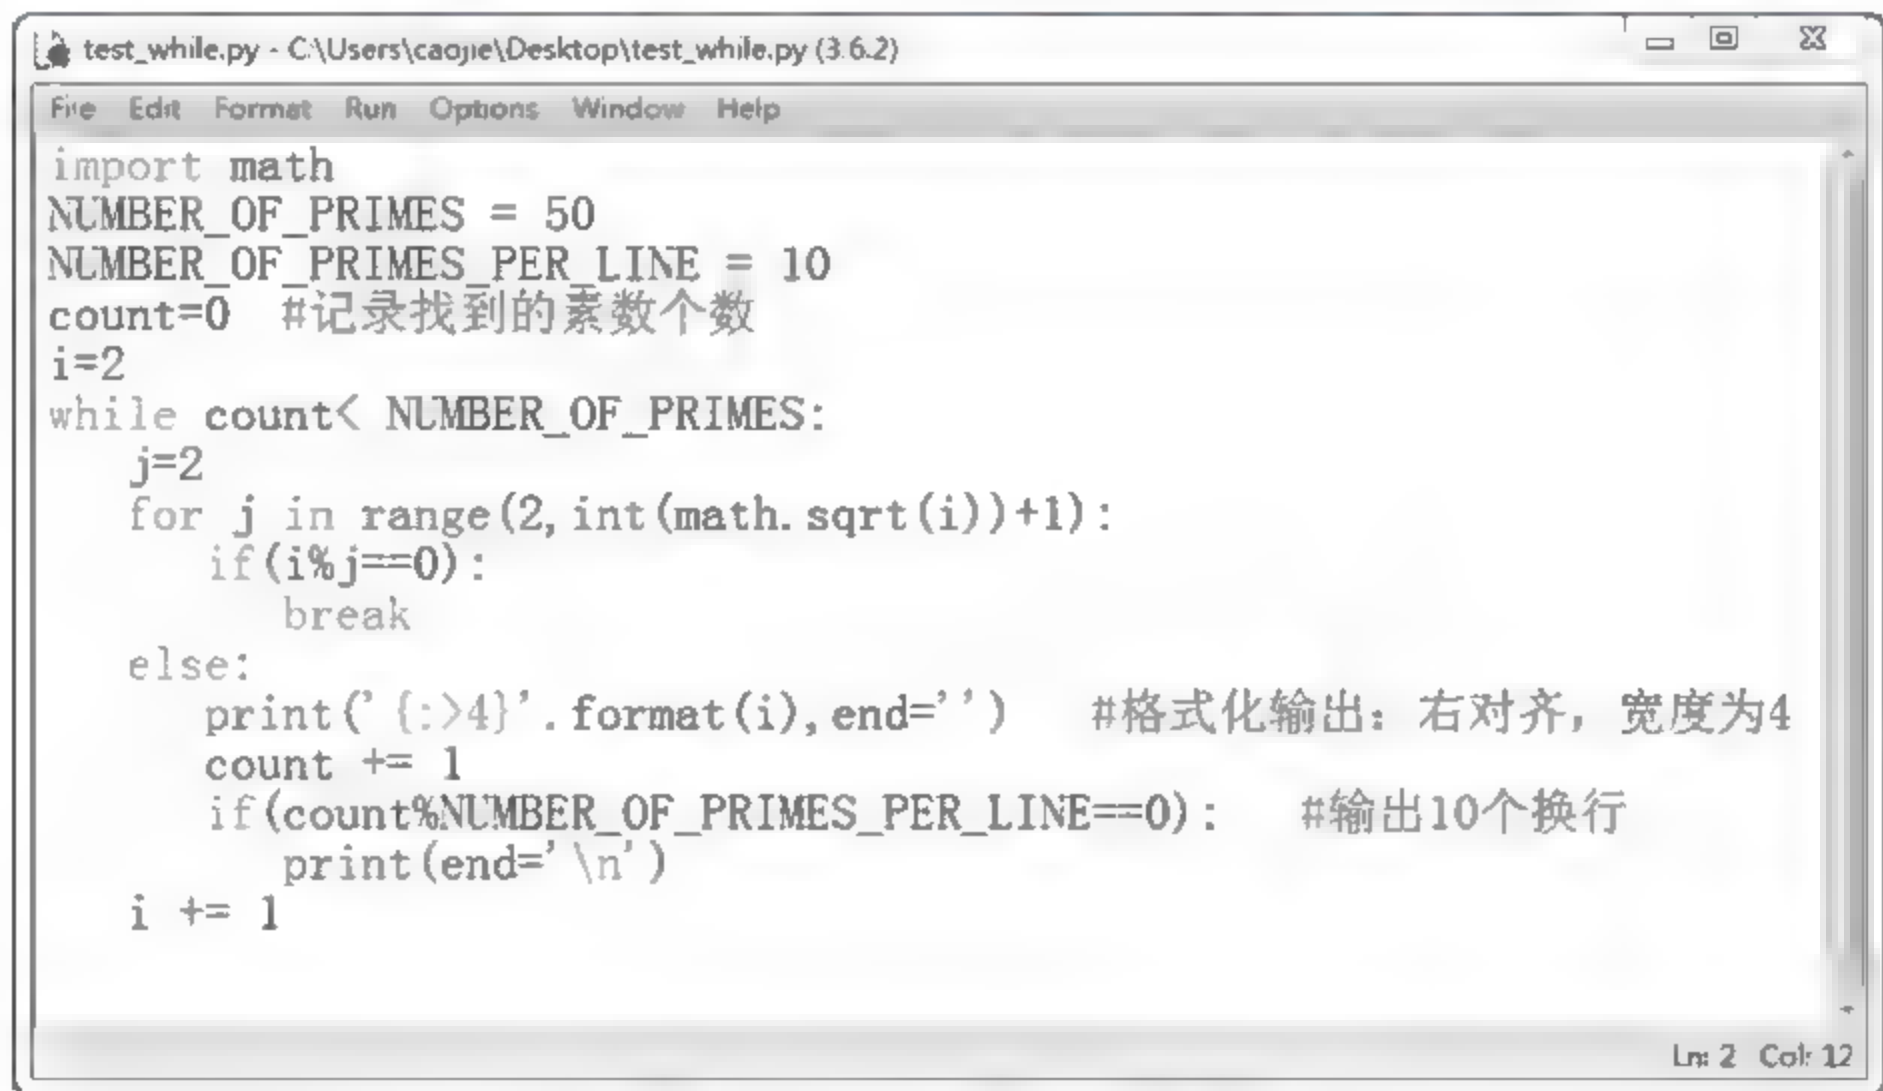 test_while.py - C:\Users\caojie\Desktop\test_while.py (3.6.2)
File Edit Format Run Options Window Help
import math
NUMBER_OF_PRIMES = 50
NUMBER_OF_PRIMES_PER_LINE = 10
count=0  #记录找到的素数个数
i=2
while count< NUMBER_OF_PRIMES:
    j=2
    for j in range(2,int(math.sqrt(i))+1):
        if(i%j==0):
            break
    else:
        print('{:>4}'.format(i),end='')   #格式化输出：右对齐，宽度为4
        count += 1
        if(count%NUMBER_OF_PRIMES_PER_LINE==0):   #输出10个换行
            print(end='\n')
    i += 1
Ln: 2 Col: 12